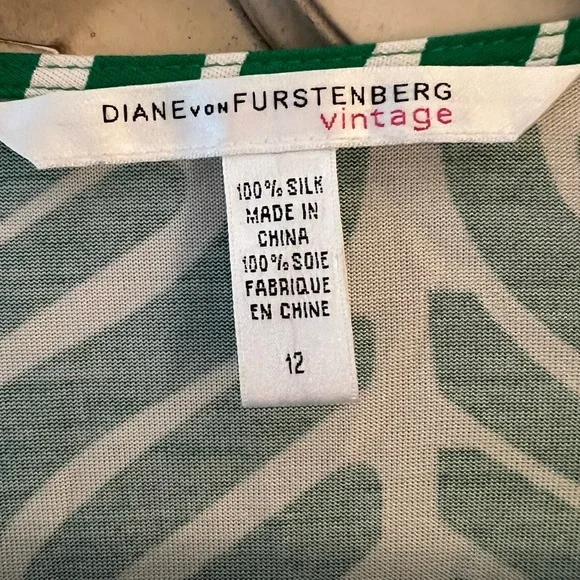 DIANE VON FURSTENBERG
vintage
100% SILK
MADE IN
CHINA
100% SOIE
FABRIQUE
EN CHINE
12